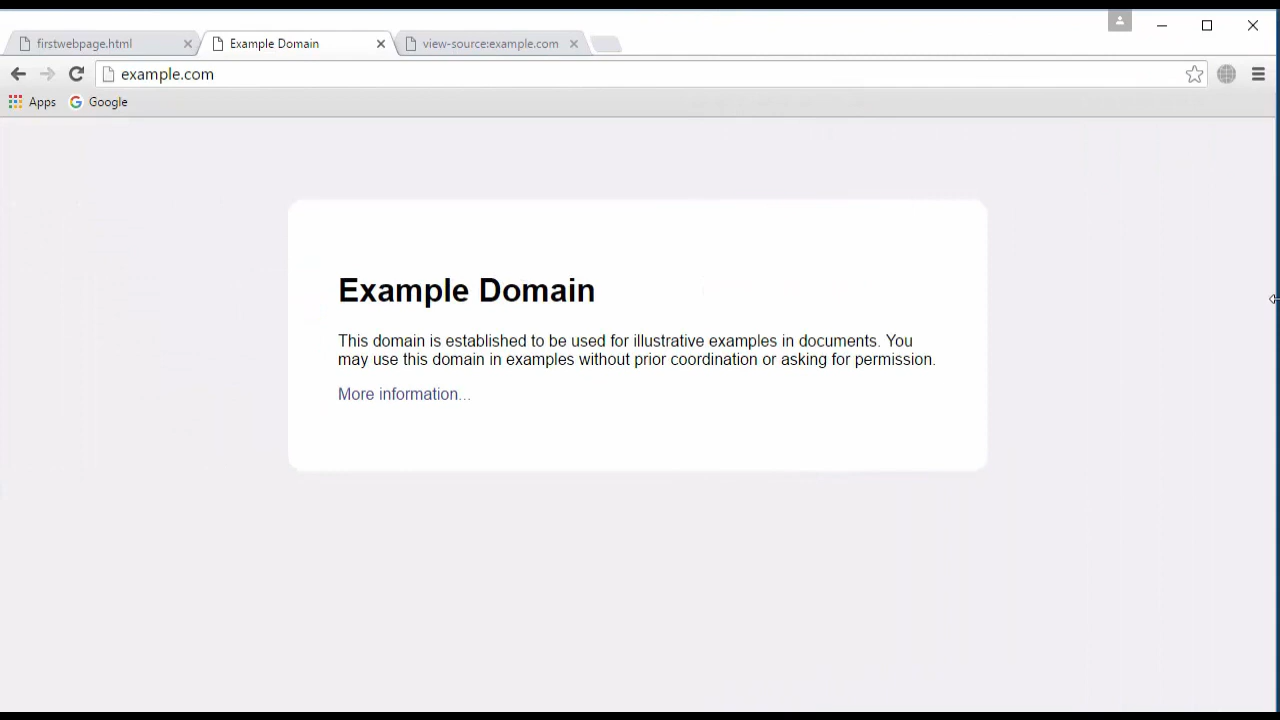 firstwebpage.html
Example Domain
view-source:example.com
example.com
Apps
Google
Example Domain
This domain is established to be used for illustrative examples in documents. You
may use this domain in examples without prior coordination or asking for permission.
More information...